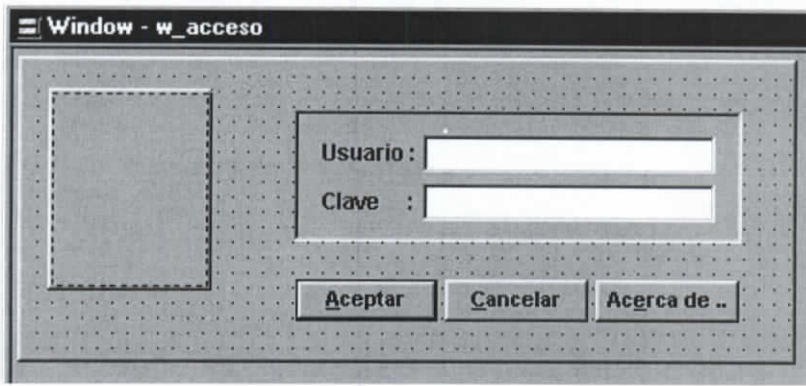 Window - w_acceso
Usuario :
Clave :
Aceptar Cancelar Acerca de ..